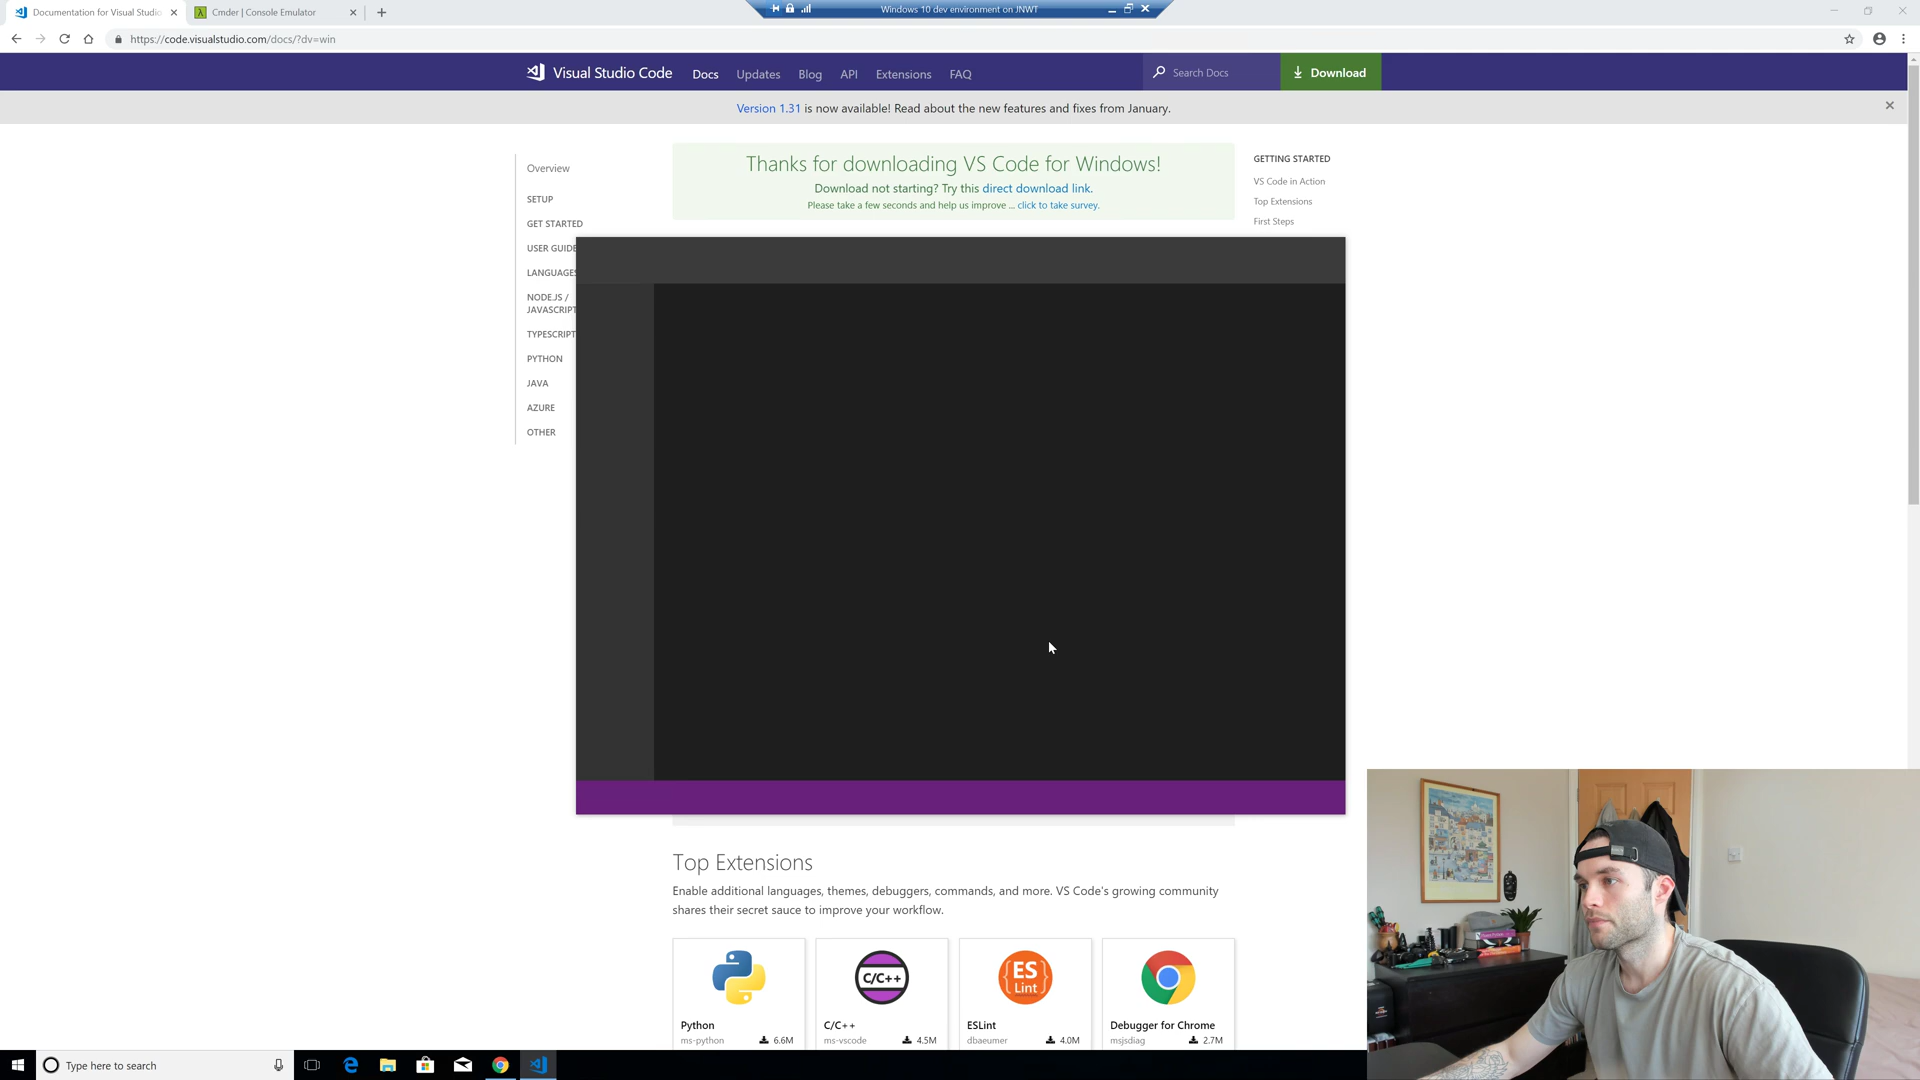 Documentation for Visual Studio
Cmder | Console Emulator
Windows 10 dev environment on JNWT
https://code.visualstudio.com/docs/?dv=win
Visual Studio Code
Docs
Updates
Blog
API
Extensions
FAQ
Search Docs
Download
Version 1.31 is now available! Read about the new features and fixes from January.
Overview
SETUP
GET STARTED
USER GUIDE
LANGUAGES
NODE.JS /
JAVASCRIPT
TYPESCRIPT
PYTHON
JAVA
AZURE
OTHER
Thanks for downloading VS Code for Windows!
Download not starting? Try this direct download link.
Please take a few seconds and help us improve ... click to take survey.
GETTING STARTED
VS Code in Action
Top Extensions
First Steps
Top Extensions
Enable additional languages, themes, debuggers, commands, and more. VS Code's growing community
shares their secret sauce to improve your workflow.
Python
ms-python 6.6M
C/C++
C/C++
ms-vscode 4.5M
ES
Lint
ESLint
dbaeumer 4.0M
Debugger for Chrome
msjsdiag 2.7M
Type here to search